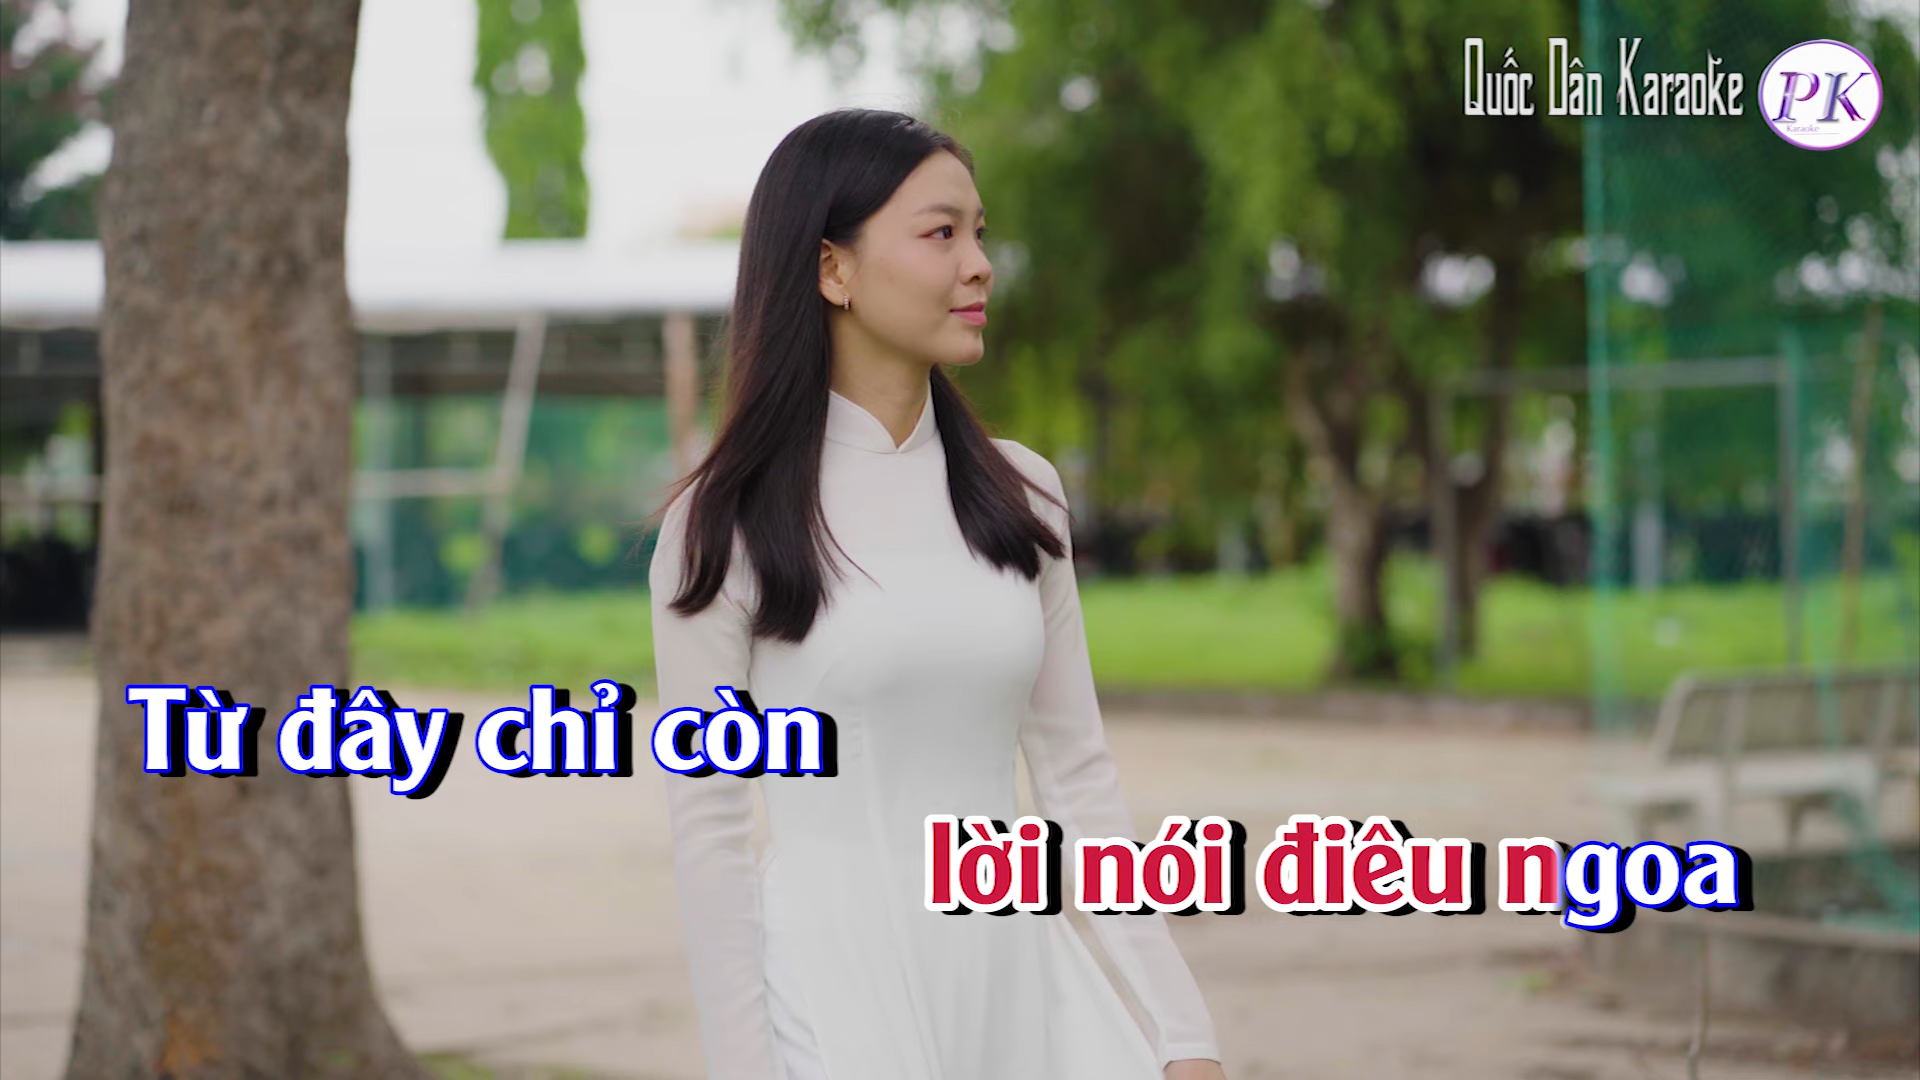 Quốc Dân Karaoke
PK
Karaoke
Từ đây chỉ còn
lời nói điêu ngoa